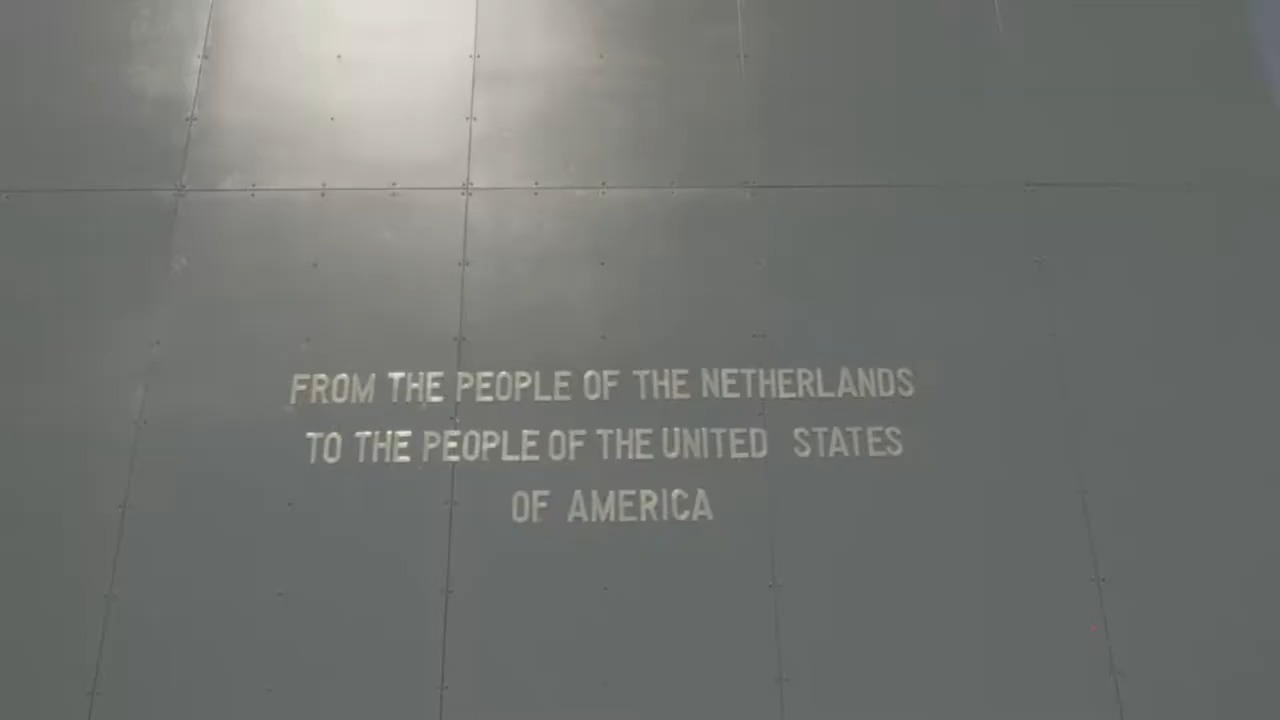 FROM THE PEOPLE OF THE NETHERLANDS
TO THE PEOPLE OF THE UNITED STATES
OF AMERICA